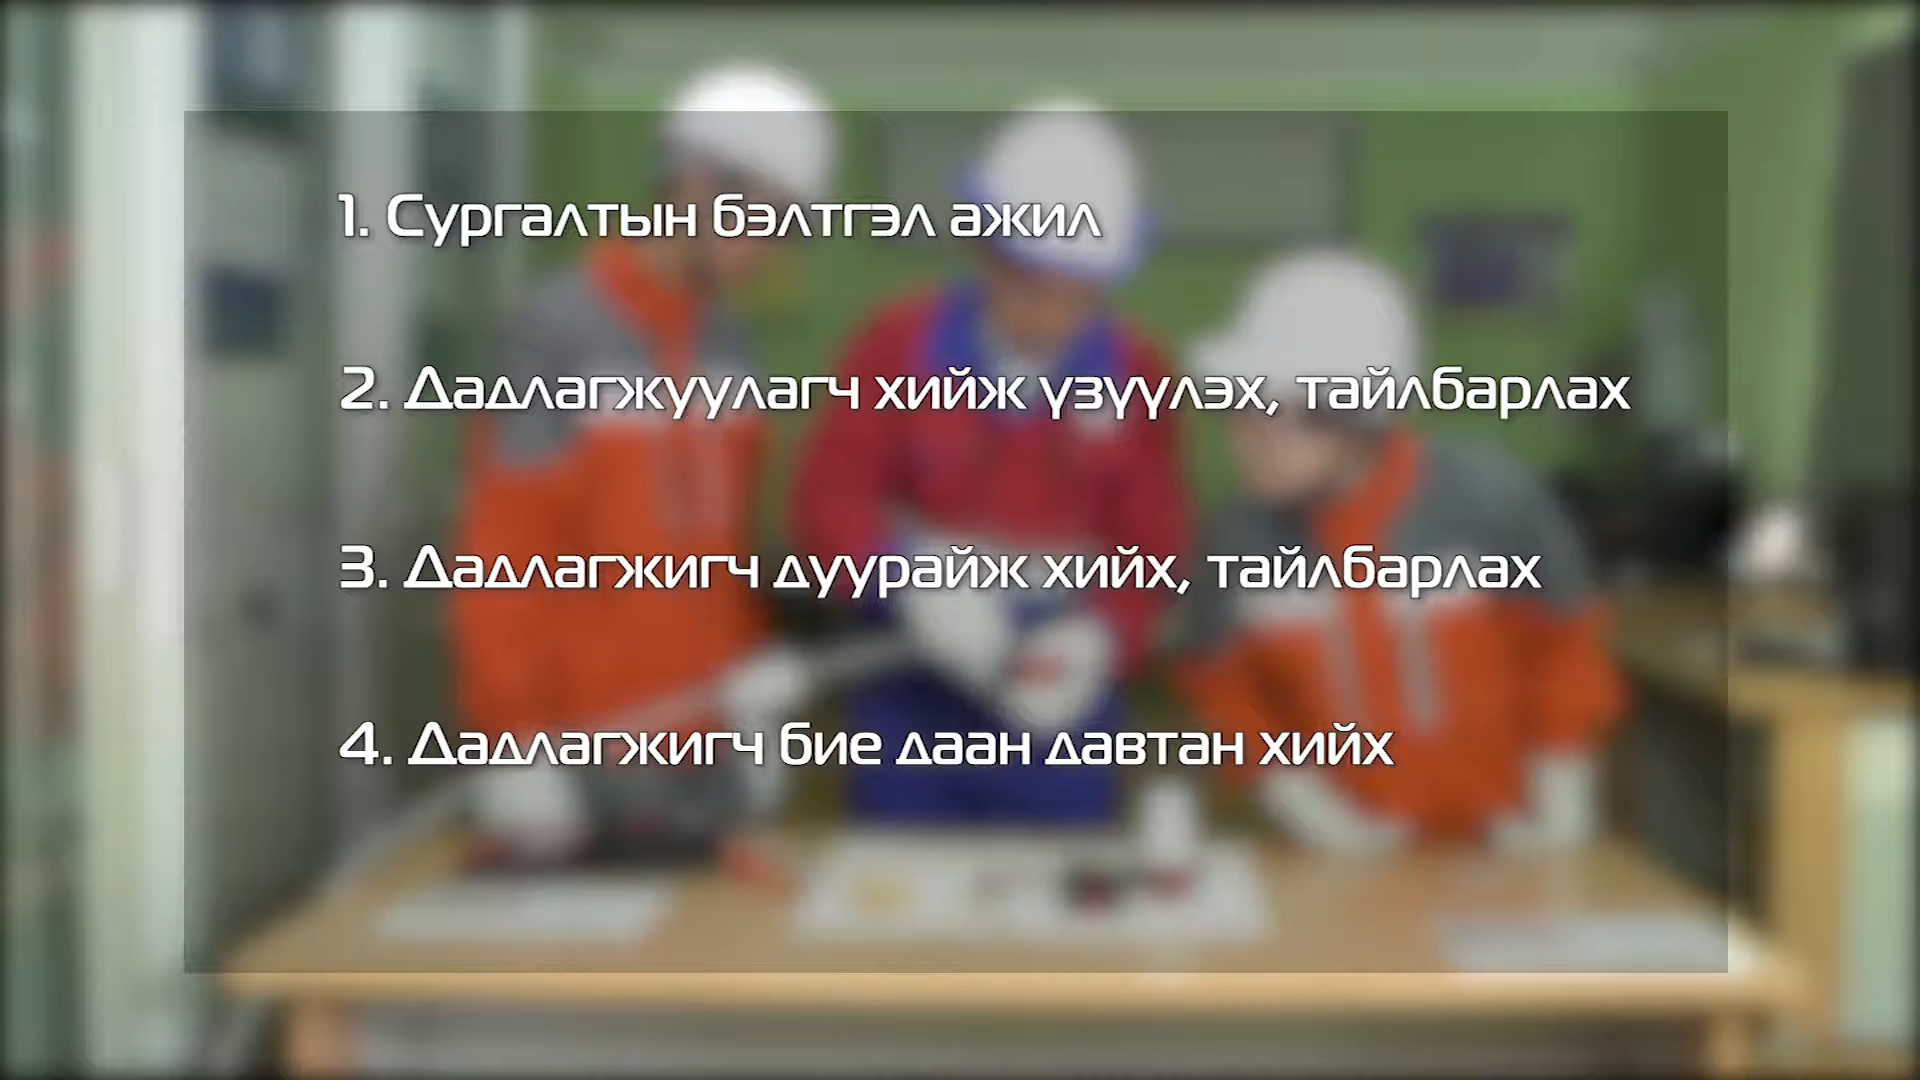 1. Сургалтын бэлтгэл ажил
2. Дадлагжуулагч хийж үзүүлэх, тайлбарлах
3. Дадлагжигч дуурайж хийх, тайлбарлах
4. Дадлагжигч бие даан давтан хийх